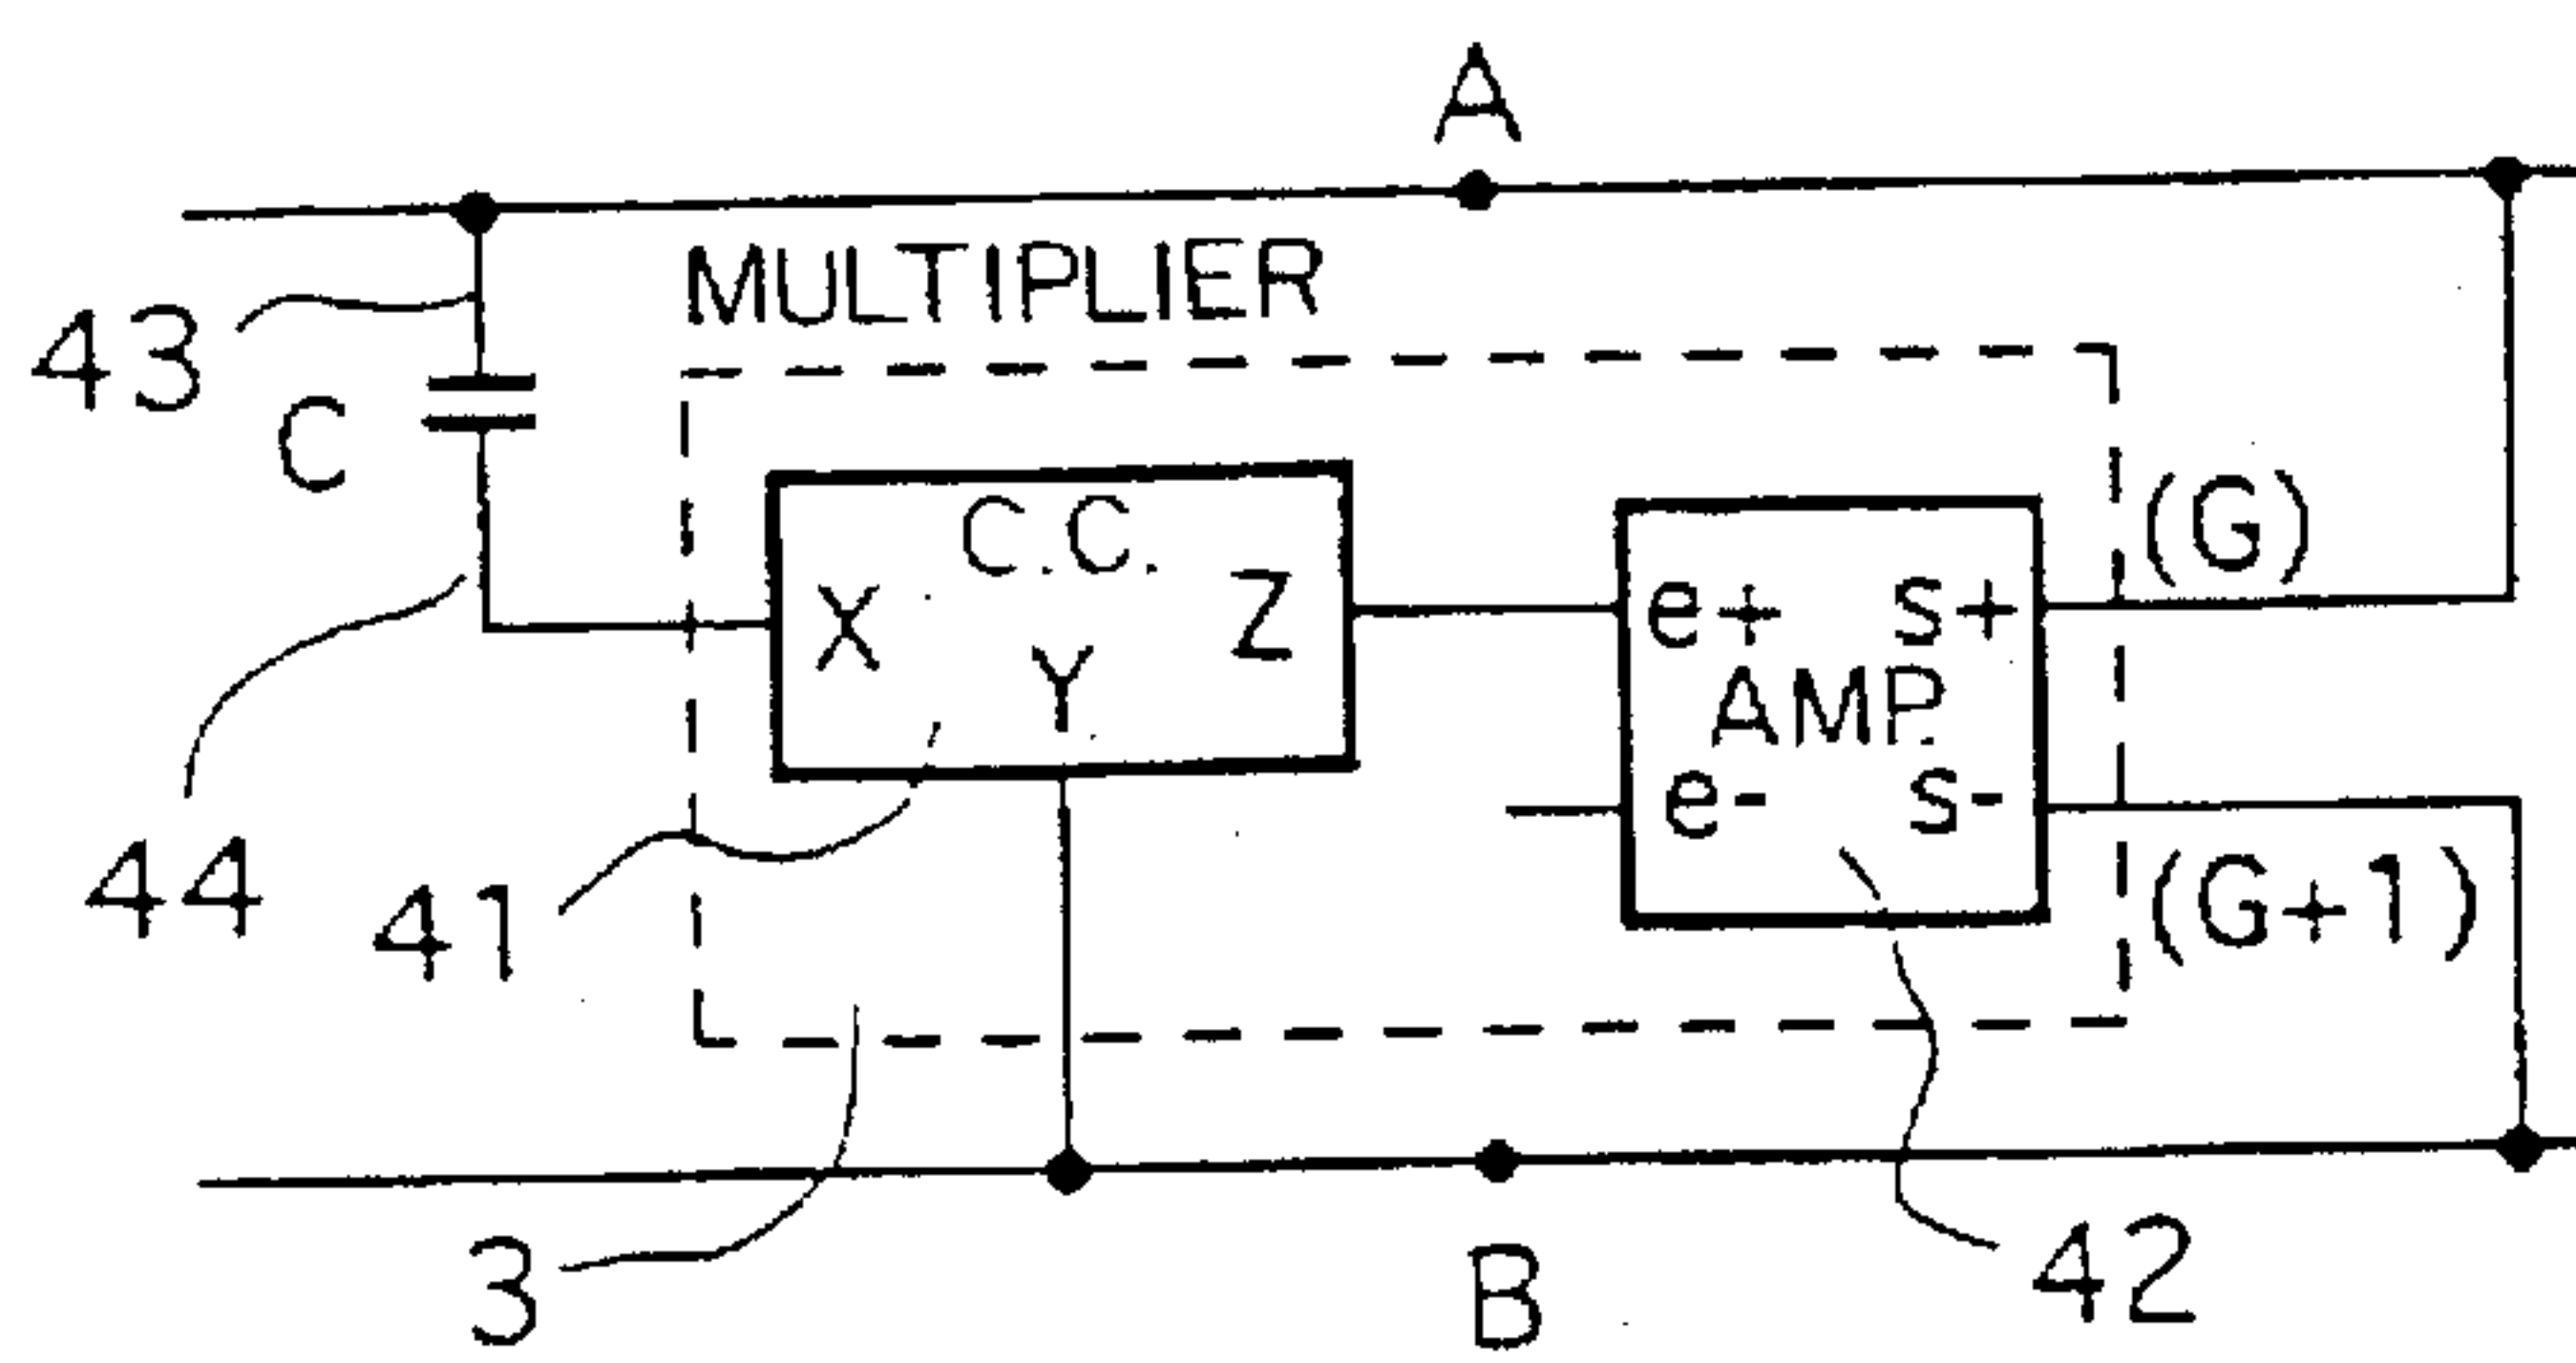 A
MULTIPLIER
43
C
C.C.
(G)
X
Z
e+
s+
Y
AMP.
e-
s-
44
41
(G+1)
3
B
42